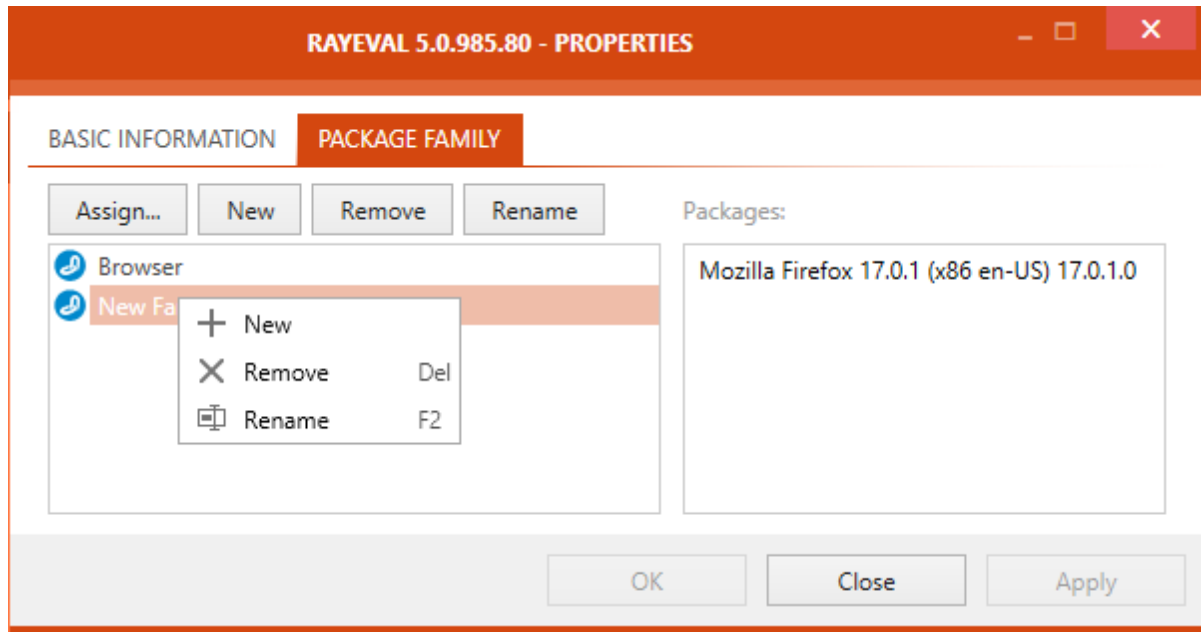 RAYEVAL 5.0.985.80 - PROPERTIES
BASIC INFORMATION PACKAGE FAMILY
Assign... New Remove Rename Packages:
Browser
Mozilla Firefox 17.0.1 (x86 en-US) 17.0.1.0
New Fa
New
Remove Del
Rename F2
OK Close Apply